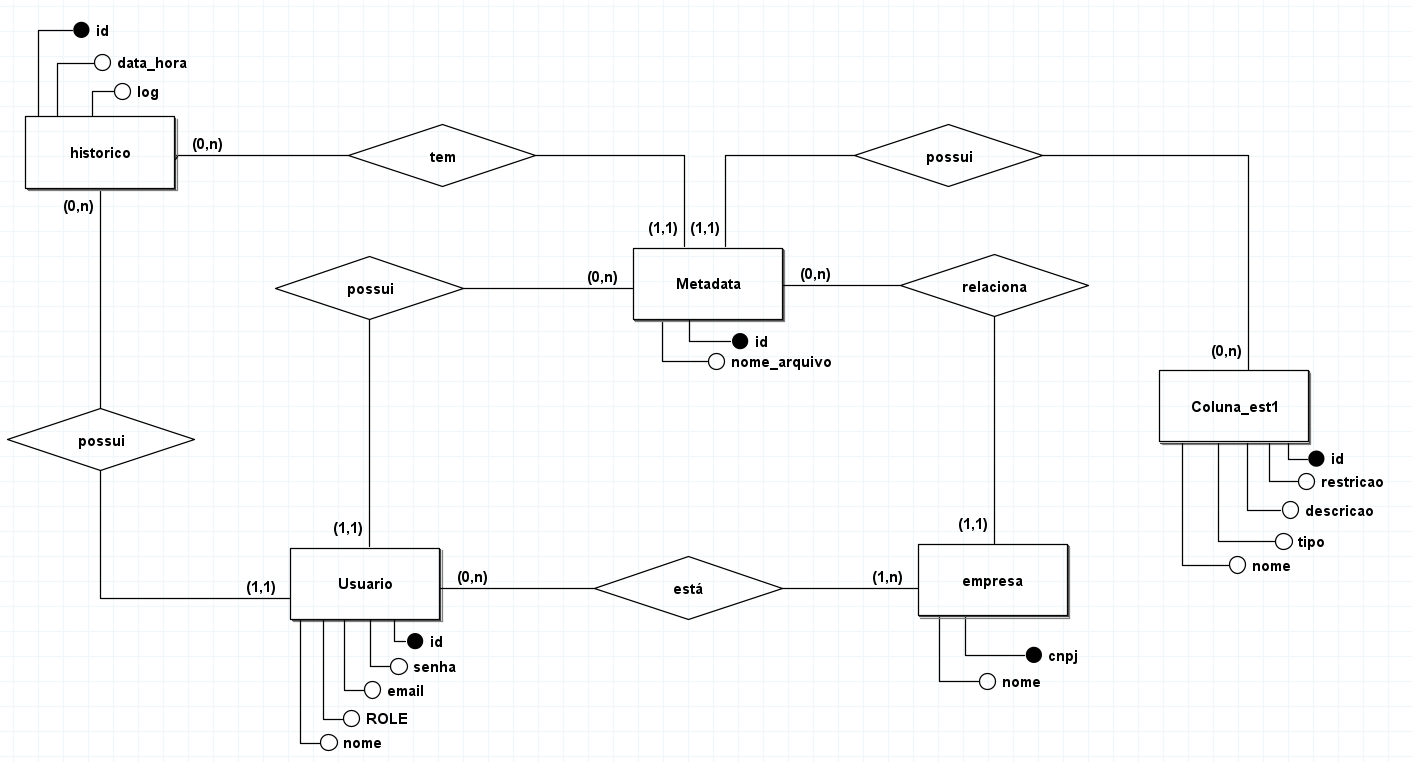 id
data_hora
log
historico
(0,n)
tem
possui
(0,n)
(1,1)
(1,1)
possui
(0,n)
Metadata
(0,n)
relaciona
id
nome_arquivo
(0,n)
Coluna_est1
possui
id
restricao
descricao
tipo
nome
(1,1)
(1,1)
(1,1)
Usuario
(0,n)
está
(1,n)
empresa
id
senha
email
ROLE
nome
cnpj
nome